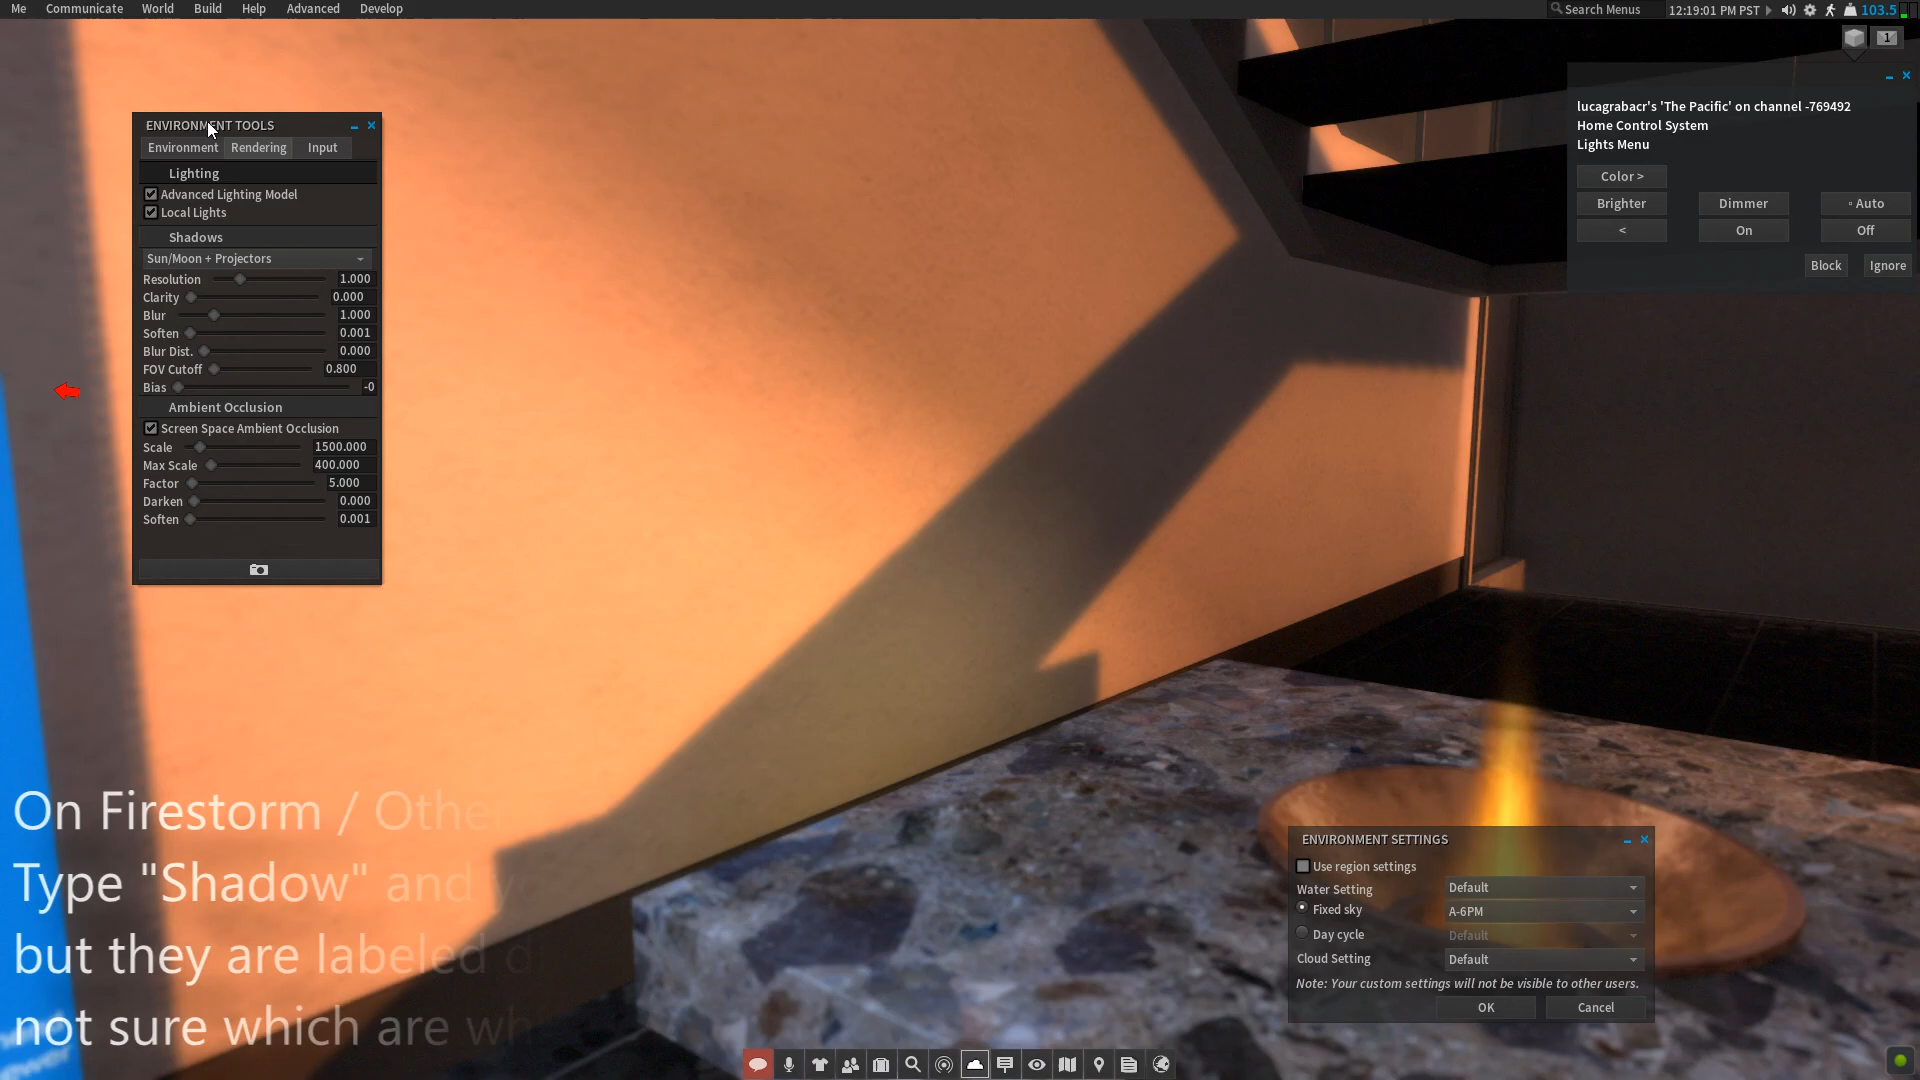 Me Communicate World Build Help Advanced Develop
Search Menus 12:19:01 PM PST 103.5
1
ENVIRONMENT TOOLS
Environment Rendering Input
Lighting
Advanced Lighting Model
Local Lights
Shadows
Sun/Moon + Projectors
Resolution 1.000
Clarity 0.000
Blur 1.000
Soften 0.001
Blur Dist. 0.000
FOV Cutoff 0.800
Bias -0
Ambient Occlusion
Screen Space Ambient Occlusion
Scale 1500.000
Max Scale 400.000
Factor 5.000
Darken 0.000
Soften 0.001
lucagrabacr's 'The Pacific' on channel -769492
Home Control System
Lights Menu
Color >
Brighter Dimmer Auto
< On Off
Block Ignore
On Firestorm / Other
Type "Shadow" and y
but they are labeled d
not sure which are wh
ENVIRONMENT SETTINGS
Use region settings
Water Setting Default
Fixed sky A-6PM
Day cycle Default
Cloud Setting Default
Note: Your custom settings will not be visible to other users.
OK Cancel